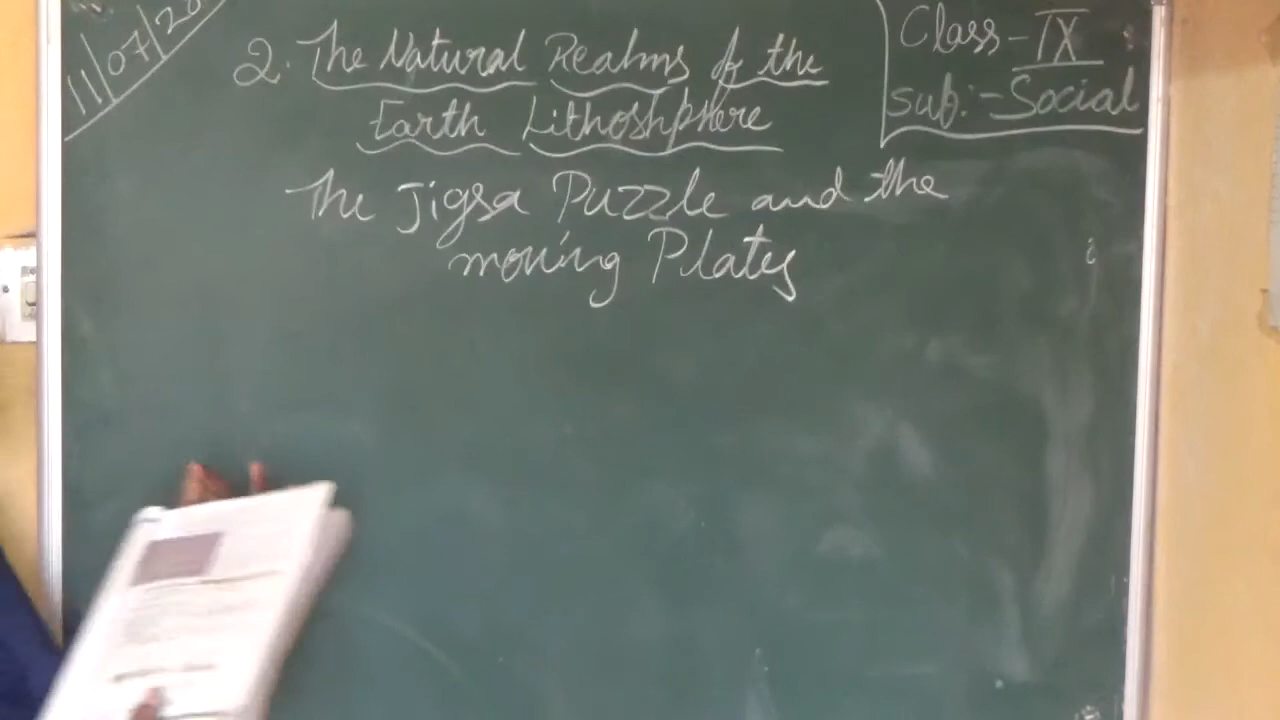 11/07/20
2. The Natural Realms of the
Earth Lithoshphere
The Jigsa Puzzle and the
moving Plates
Class - IX
Sub:- Social